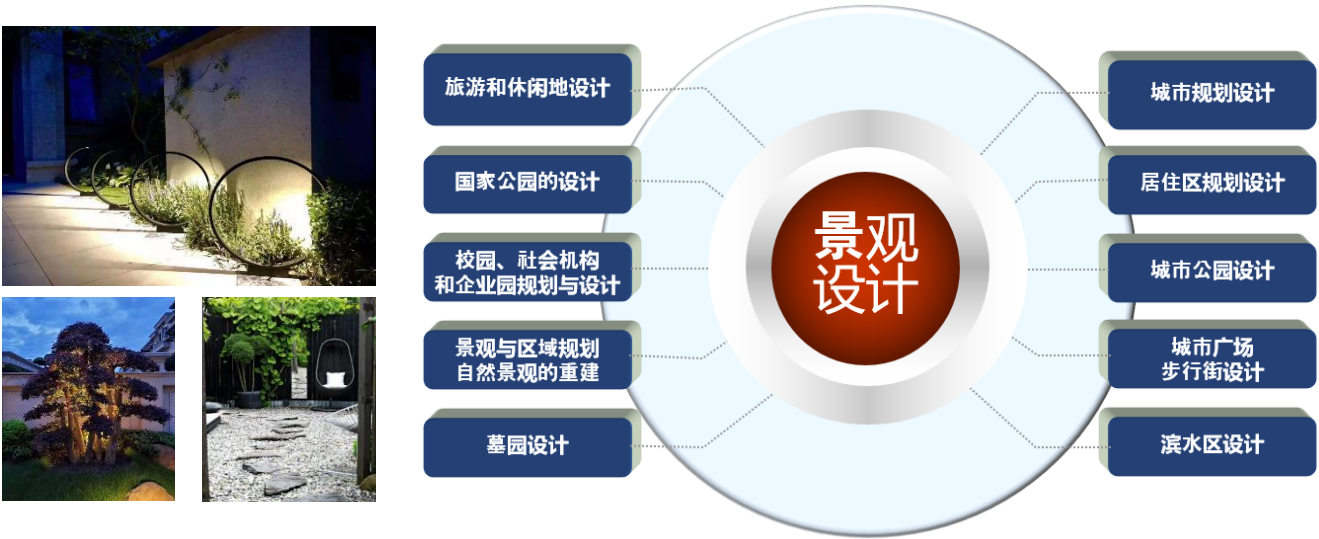 旅游和休闲地设计
国家公园的设计
校园、社会机构
和企业园规划与设计
景观与区域规划
自然景观的重建
墓园设计
景观
设计
城市规划设计
居住区规划设计
城市公园设计
城市广场
步行街设计
滨水区设计